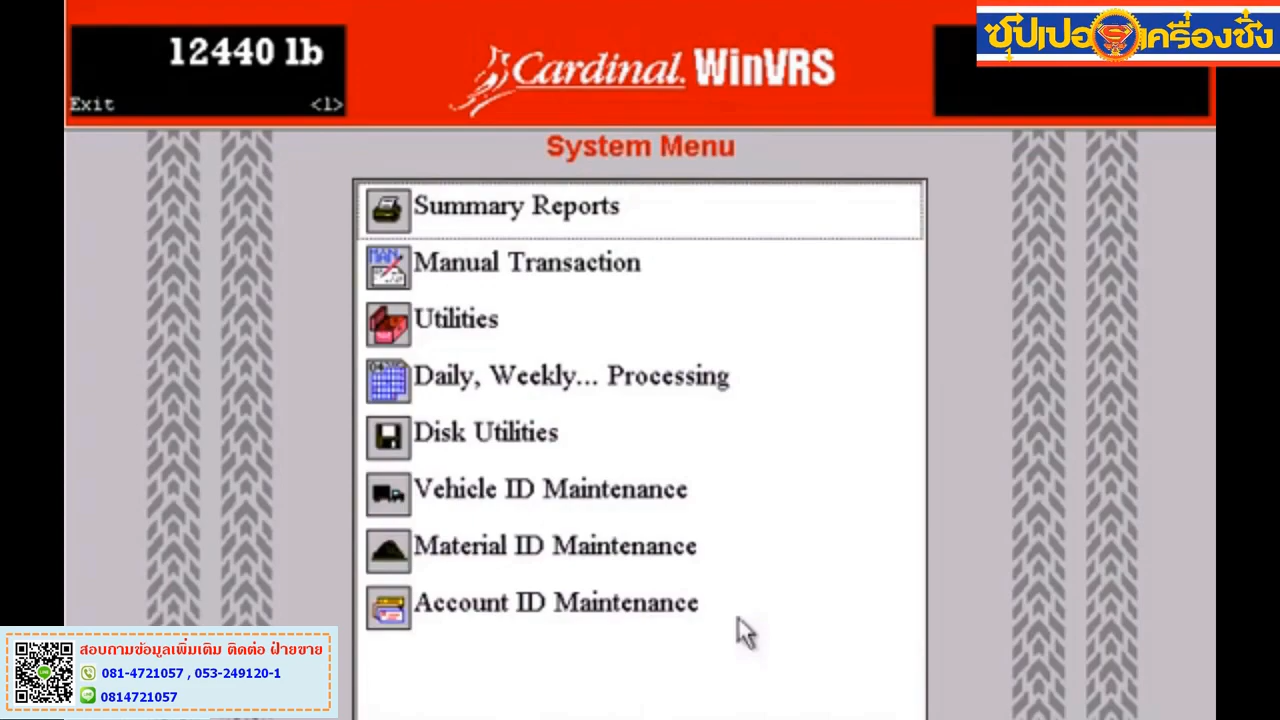 12440 lb
Exit <1>
Cardinal. WinVRS
ซุปเปอร์เครื่องชั่ง
System Menu
Summary Reports
MAN
Manual Transaction
Utilities
Daily, Weekly... Processing
Disk Utilities
Vehicle ID Maintenance
Material ID Maintenance
Account ID Maintenance
สอบถามข้อมูลเพิ่มเติม ติดต่อ ฝ่ายขาย
081-4721057 , 053-249120-1
0814721057